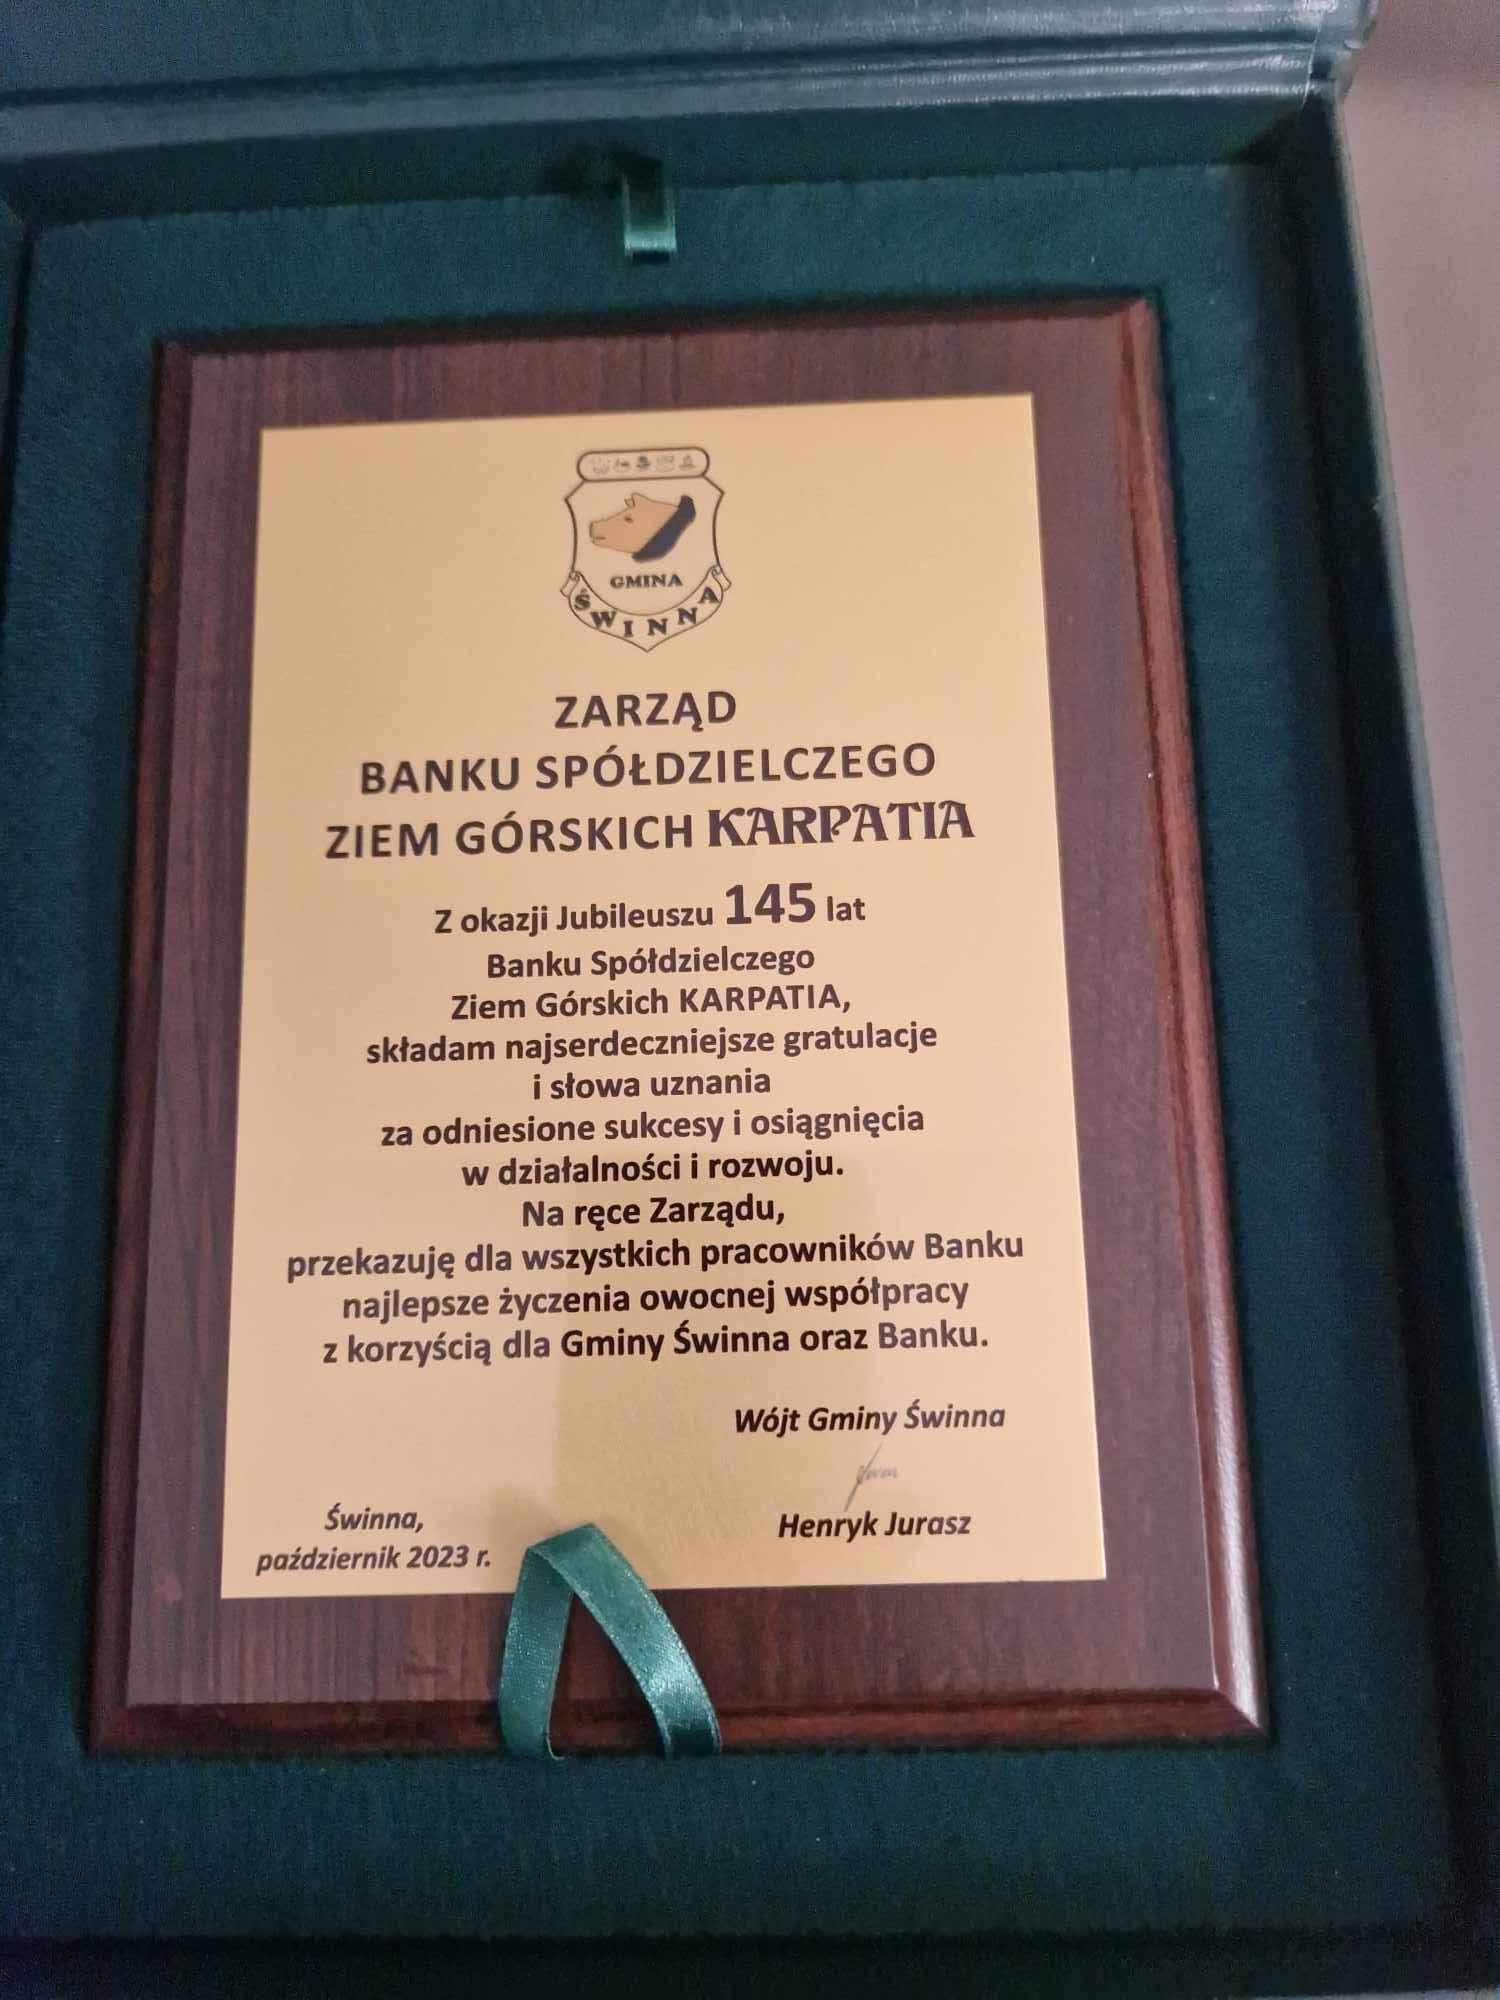 GMINA
ŚWINNA
ZARZĄD
BANKU SPÓŁDZIELCZEGO
ZIEM GÓRSKICH KARPATIA
Z okazji Jubileuszu 145 lat
Banku Spółdzielczego
Ziem Górskich KARPATIA,
składam najserdeczniejsze gratulacje
i słowa uznania
za odniesione sukcesy i osiągnięcia
w działalności i rozwoju.
Na ręce Zarządu,
przekazuję dla wszystkich pracowników Banku
najlepsze życzenia owocnej współpracy
z korzyścią dla Gminy Świnna oraz Banku.
Wójt Gminy Świnna
Henryk Jurasz
Świnna,
październik 2023 r.